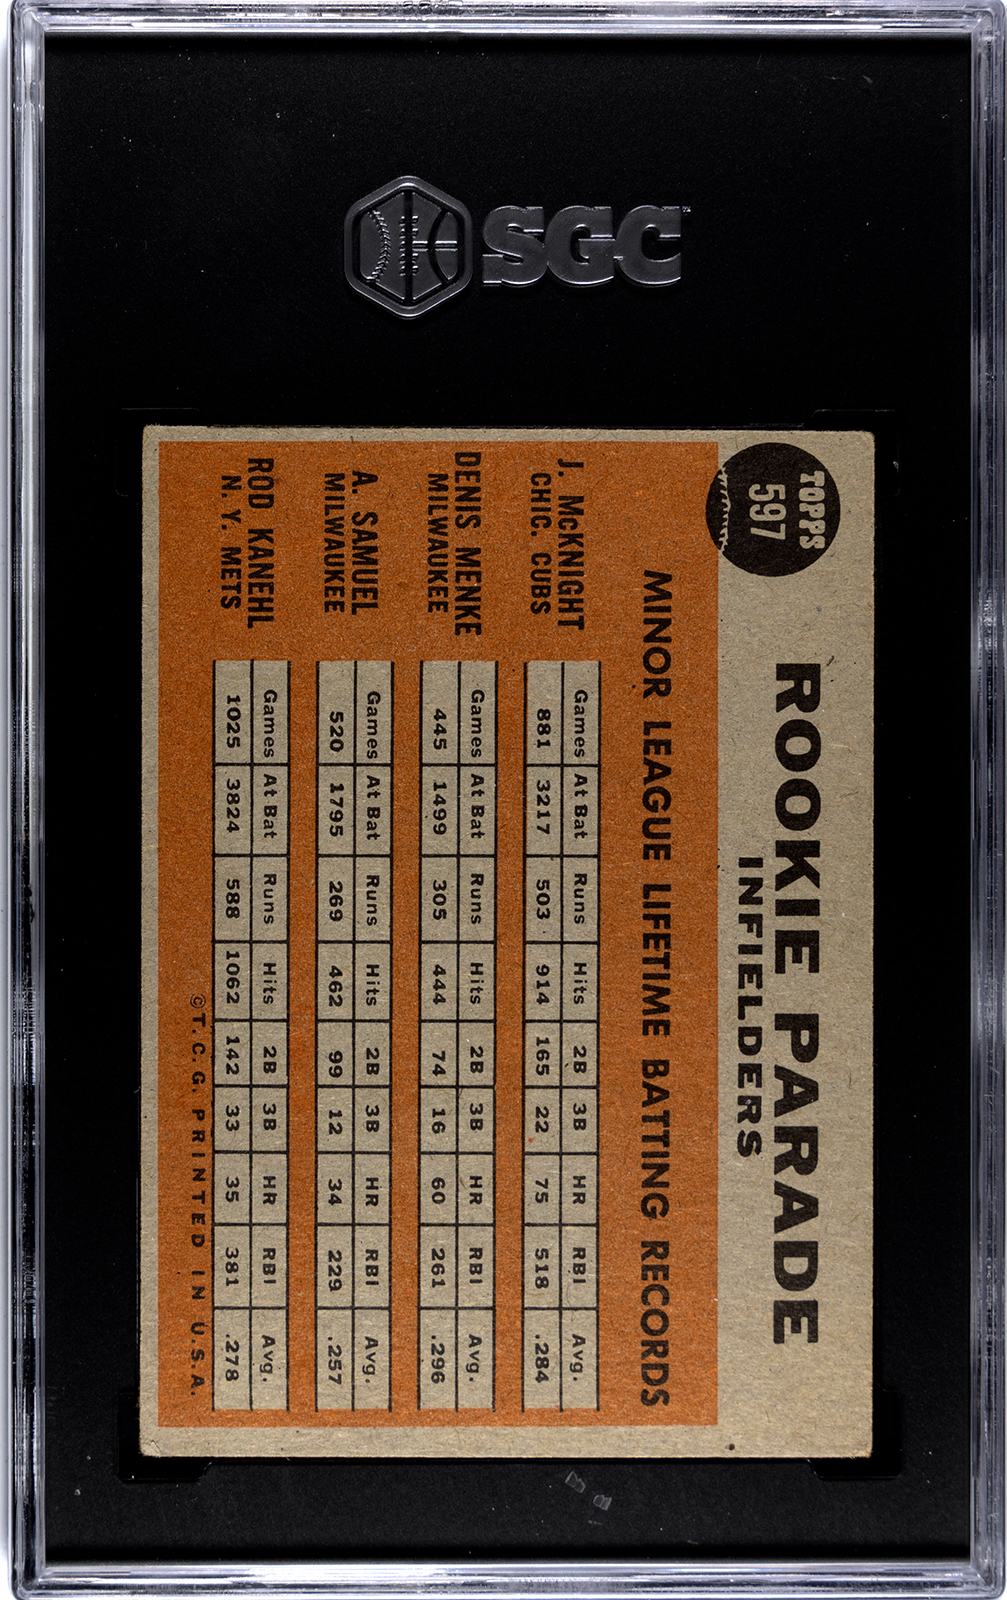 SGC
TOPPS
597
ROOKIE PARADE
INFIELDERS
MINOR LEAGUE LIFETIME BATTING RECORDS
J. McKNIGHT
CHIC. CUBS
Games At Bat Runs Hits 2B 3B HR RBI Avg.
881 3217 503 914 165 22 75 518 .284
DENIS MENKE
MILWAUKEE
Games At Bat Runs Hits 2B 3B HR RBI Avg.
445 1499 305 444 74 16 60 261 .296
A. SAMUEL
MILWAUKEE
Games At Bat Runs Hits 2B 3B HR RBI Avg.
520 1795 269 462 99 12 34 229 .257
ROD KANEHL
N. Y. METS
Games At Bat Runs Hits 2B 3B HR RBI Avg.
1025 3824 588 1062 142 33 35 381 .278
©T.C.G. PRINTED IN U.S.A.